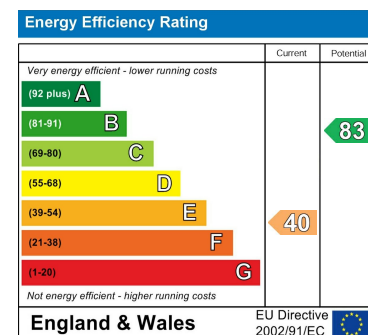 Energy Efficiency Rating
Current Potential
Very energy efficient - lower running costs
(92 plus) A
(81-91) B
83
(69-80) C
(55-68) D
(39-54) E
40
(21-38) F
(1-20) G
Not energy efficient - higher running costs
England & Wales
EU Directive
2002/91/EC